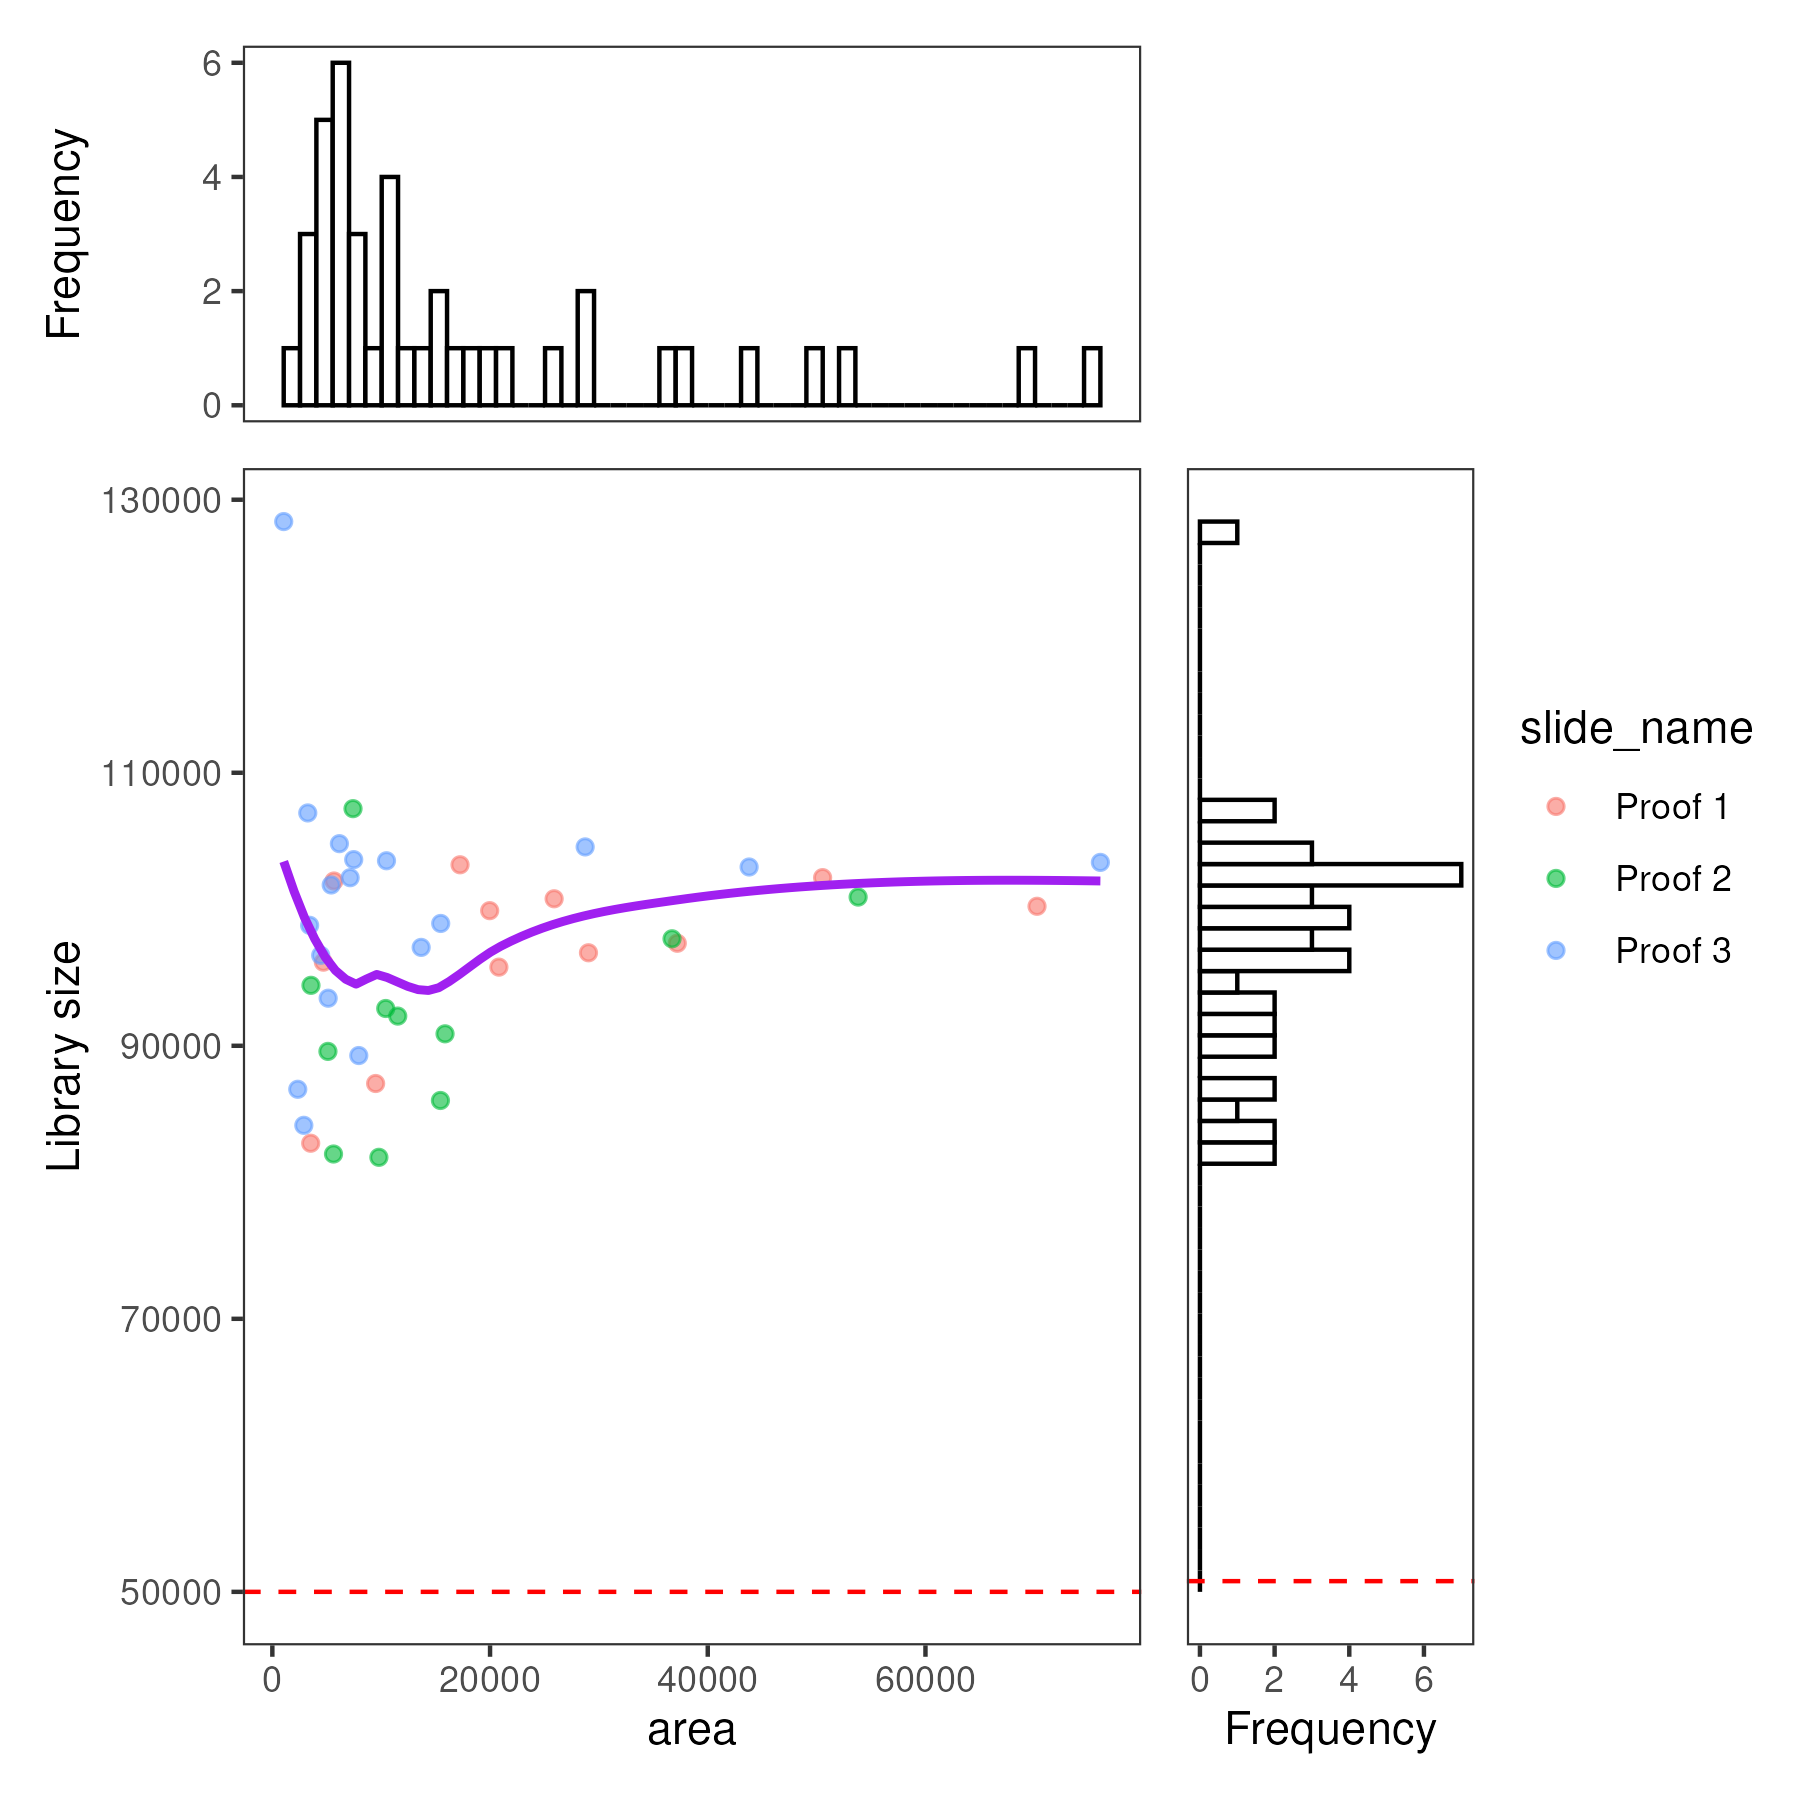 Frequency
6
4
2
0
Library size
130000
110000
90000
70000
50000
0 20000 40000 60000
area
0 2 4 6
Frequency
slide_name
Proof 1
Proof 2
Proof 3